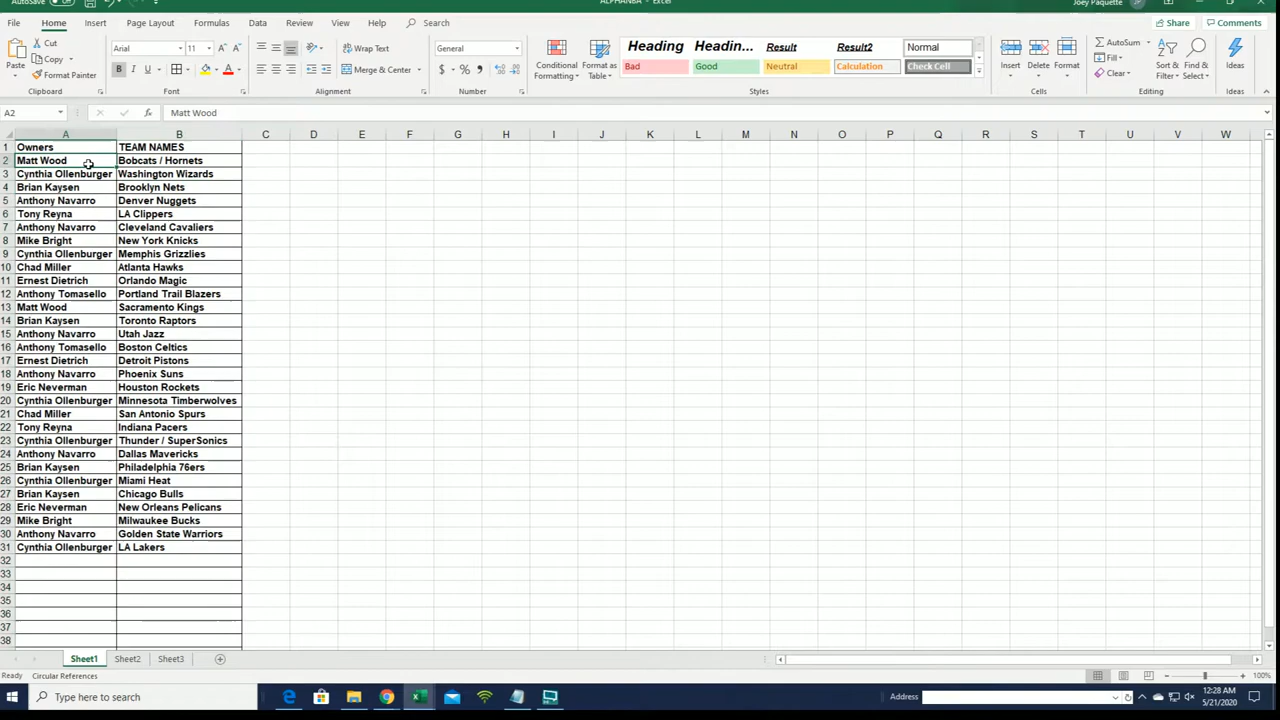 AutoSave Off
ALPHANBA - Excel
Joey Paquette
File Home Insert Page Layout Formulas Data Review View Help Search
Share Comments
Paste Cut Copy Format Painter Clipboard
Arial 11 B I U Font
Wrap Text Merge & Center Alignment
General $ % Number
Conditional Formatting Format as Table
Heading Headin... Result Result2 Normal
Bad Good Neutral Calculation Check Cell
Styles
Insert Delete Format Cells
AutoSum Fill Clear Sort & Filter Find & Select Editing
Ideas Ideas
A2 fx Matt Wood
A B C D E F G H I J K L M N O P Q R S T U V W
1 Owners TEAM NAMES
2 Matt Wood Bobcats / Hornets
3 Cynthia Ollenburger Washington Wizards
4 Brian Kaysen Brooklyn Nets
5 Anthony Navarro Denver Nuggets
6 Tony Reyna LA Clippers
7 Anthony Navarro Cleveland Cavaliers
8 Mike Bright New York Knicks
9 Cynthia Ollenburger Memphis Grizzlies
10 Chad Miller Atlanta Hawks
11 Ernest Dietrich Orlando Magic
12 Anthony Tomasello Portland Trail Blazers
13 Matt Wood Sacramento Kings
14 Brian Kaysen Toronto Raptors
15 Anthony Navarro Utah Jazz
16 Anthony Tomasello Boston Celtics
17 Ernest Dietrich Detroit Pistons
18 Anthony Navarro Phoenix Suns
19 Eric Neverman Houston Rockets
20 Cynthia Ollenburger Minnesota Timberwolves
21 Chad Miller San Antonio Spurs
22 Tony Reyna Indiana Pacers
23 Cynthia Ollenburger Thunder / SuperSonics
24 Anthony Navarro Dallas Mavericks
25 Brian Kaysen Philadelphia 76ers
26 Cynthia Ollenburger Miami Heat
27 Brian Kaysen Chicago Bulls
28 Eric Neverman New Orleans Pelicans
29 Mike Bright Milwaukee Bucks
30 Anthony Navarro Golden State Warriors
31 Cynthia Ollenburger LA Lakers
32
33
34
35
36
37
38
Sheet1 Sheet2 Sheet3
Ready Circular References 100%
Type here to search
Address
12:28 AM
5/21/2020